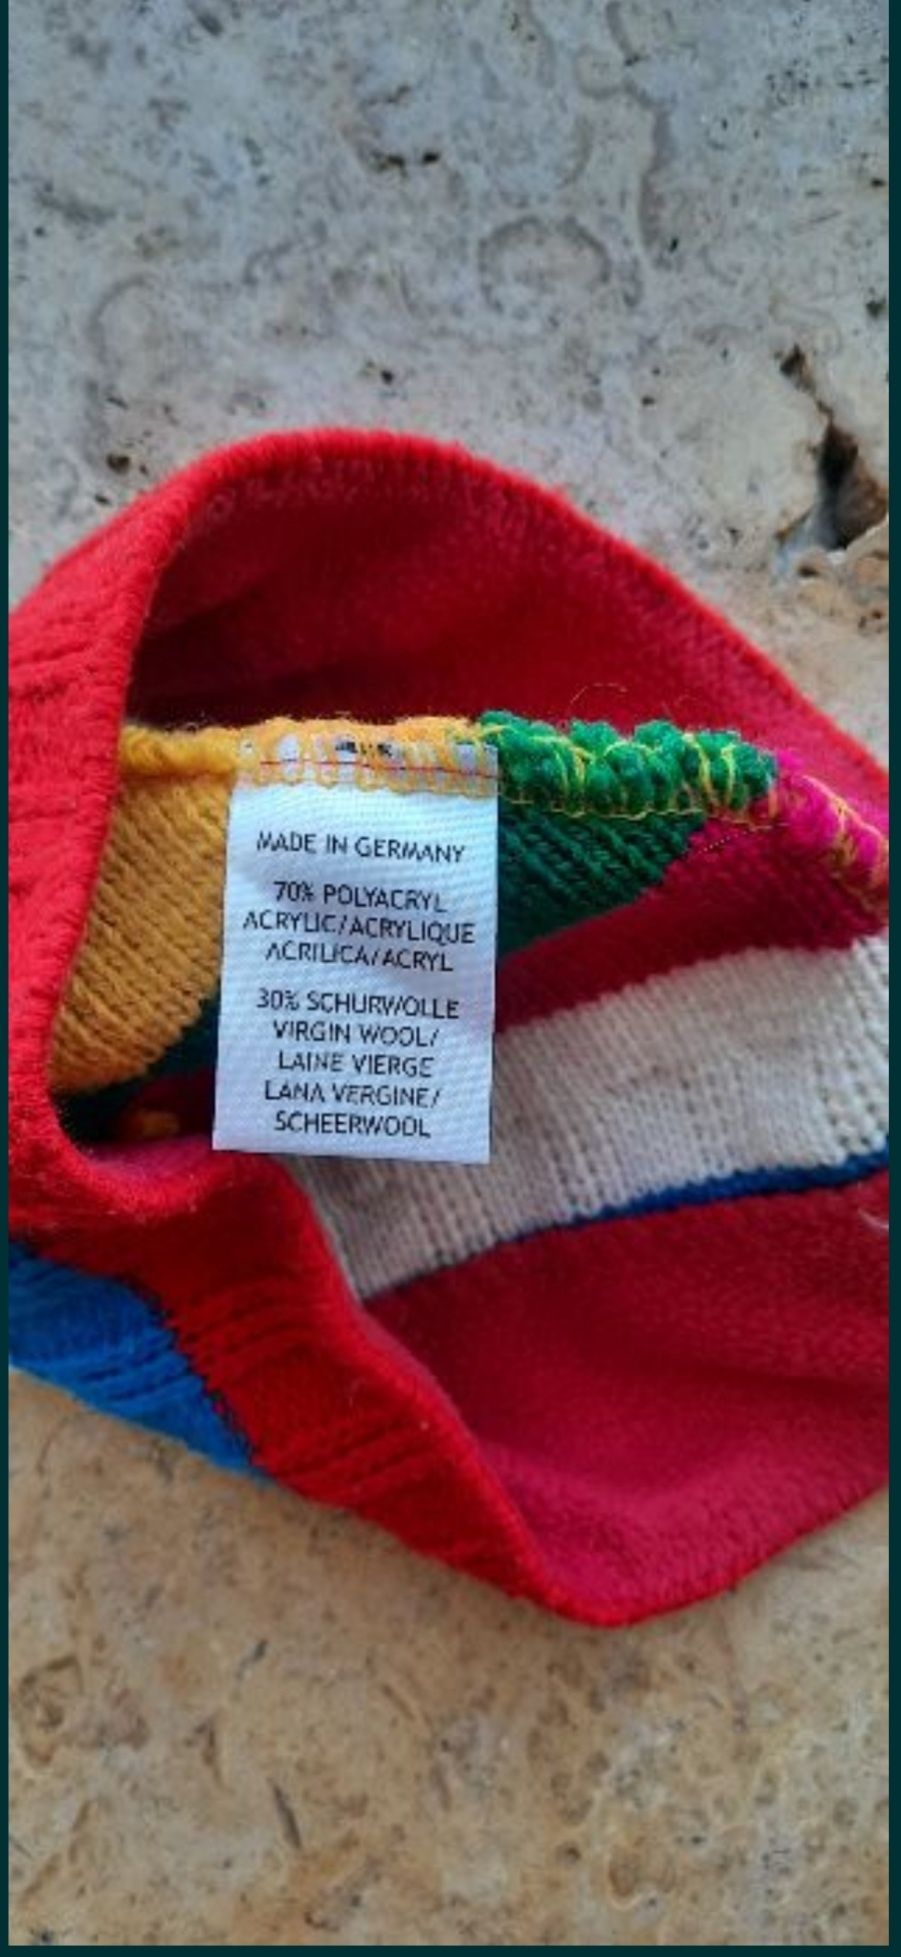 MADE IN GERMANY
70% POLYACRYL
ACRYLIC/ACRYLIQUE
ACRILICA/ACRYL
30% SCHURWOLLE
VIRGIN WOOL/
LAINE VIERGE
LANA VERGINE/
SCHEERWOOL